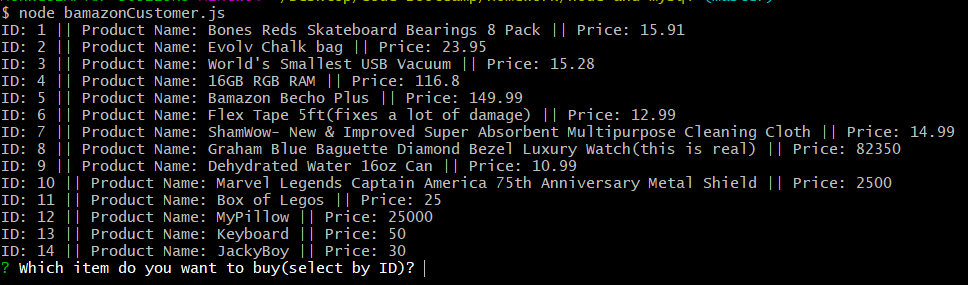 $ node bamazonCustomer.js
ID: 1 || Product Name: Bones Reds Skateboard Bearings 8 Pack || Price: 15.91
ID: 2 || Product Name: Evolv Chalk bag || Price: 23.95
ID: 3 || Product Name: World's Smallest USB Vacuum || Price: 15.28
ID: 4 || Product Name: 16GB RGB RAM || Price: 116.8
ID: 5 || Product Name: Bamazon Becho Plus || Price: 149.99
ID: 6 || Product Name: Flex Tape 5ft(fixes a lot of damage) || Price: 12.99
ID: 7 || Product Name: ShamWow- New & Improved Super Absorbent Multipurpose Cleaning Cloth || Price: 14.99
ID: 8 || Product Name: Graham Blue Baguette Diamond Bezel Luxury Watch(this is real) || Price: 82350
ID: 9 || Product Name: Dehydrated Water 16oz Can || Price: 10.99
ID: 10 || Product Name: Marvel Legends Captain America 75th Anniversary Metal Shield || Price: 2500
ID: 11 || Product Name: Box of Legos || Price: 25
ID: 12 || Product Name: MyPillow || Price: 25000
ID: 13 || Product Name: Keyboard || Price: 50
ID: 14 || Product Name: JackyBoy || Price: 30
? Which item do you want to buy(select by ID)?